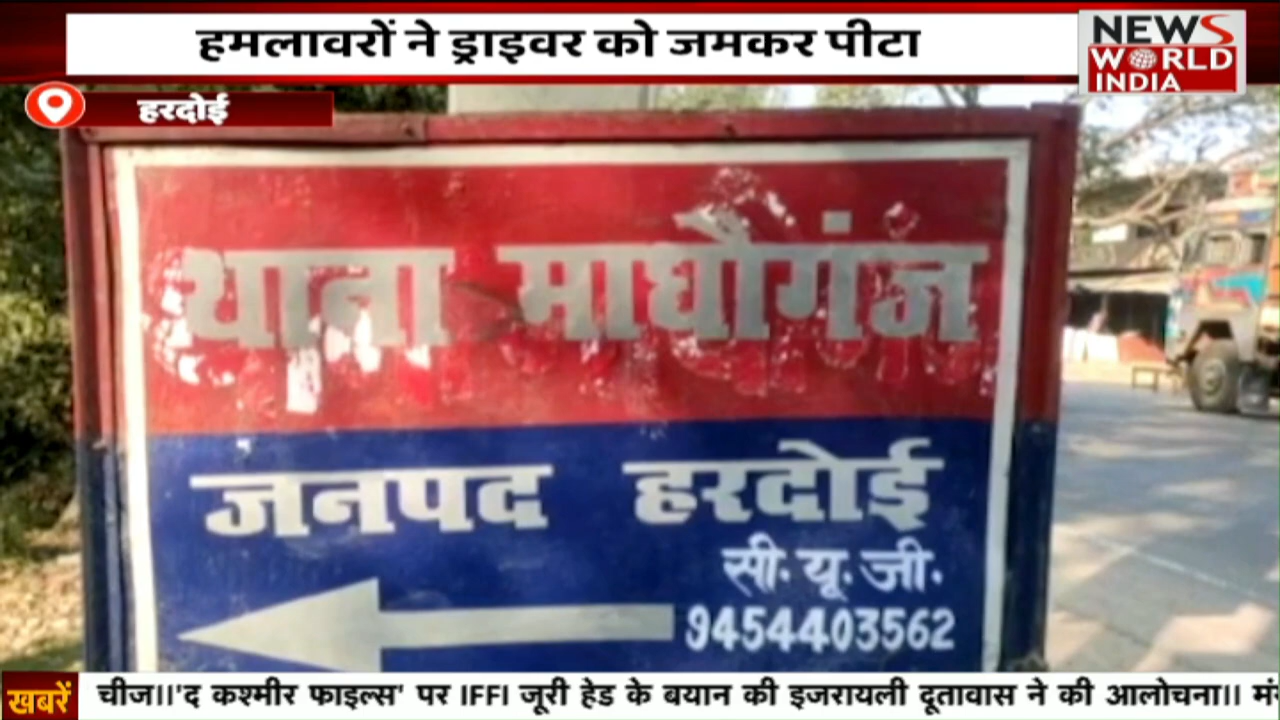 हमलावरों ने ड्राइवर को जमकर पीटा
NEWS
WORLD
INDIA
हरदोई
थाना माधौगंज
जनपद हरदोई
सी. यू. जी.
9454403562
खबरें
चीज।।'द कश्मीर फाइल्स' पर IFFI जूरी हेड के बयान की इजरायली दूतावास ने की आलोचना।।